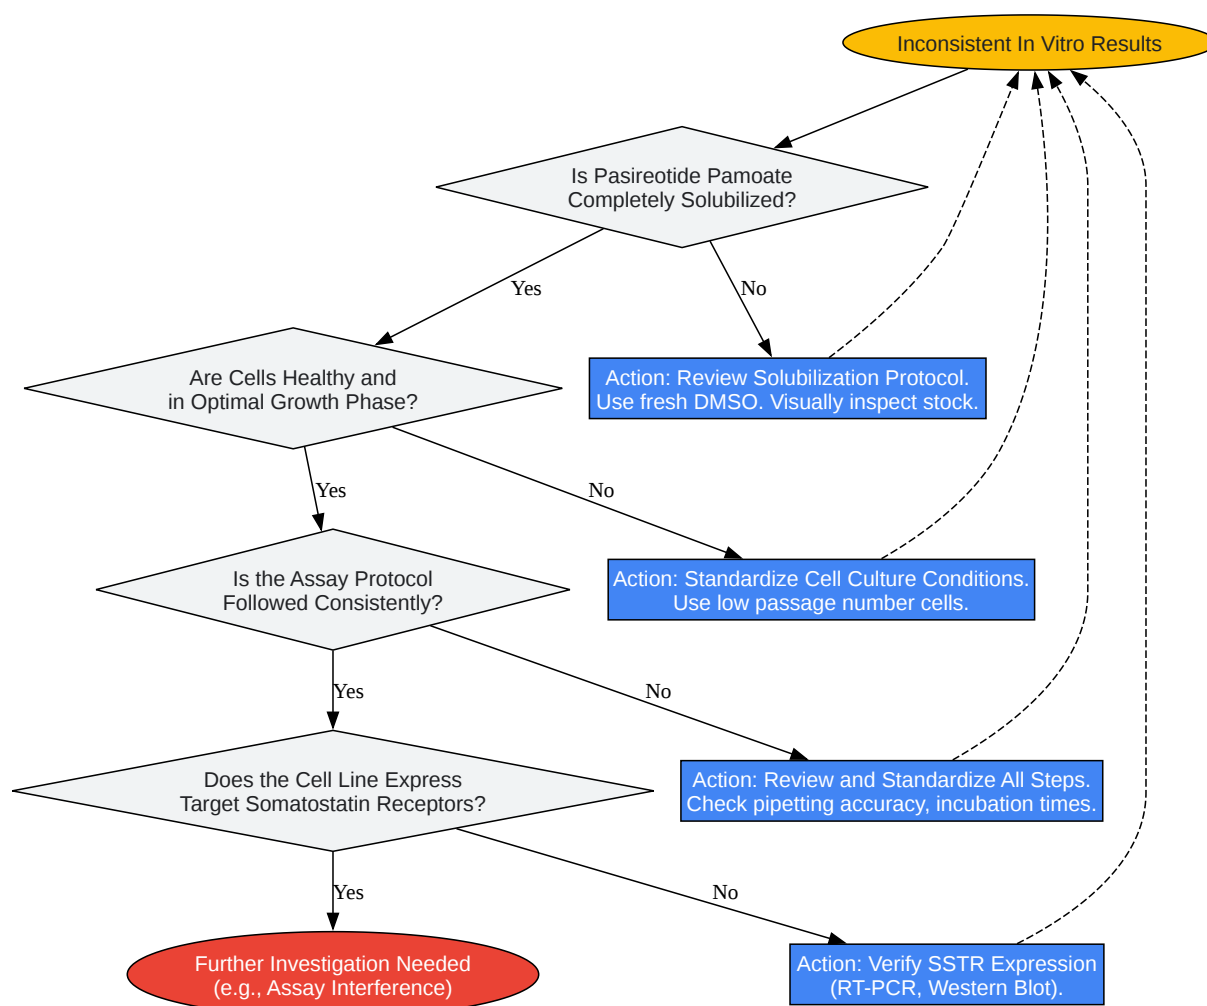 Inconsistent In Vitro Results
Is Pasireotide Pamoate
Completely Solubilized?
Yes
No
Are Cells Healthy and
in Optimal Growth Phase?
Action: Review Solubilization Protocol.
Use fresh DMSO. Visually inspect stock.
Yes
No
Is the Assay Protocol
Followed Consistently?
Action: Standardize Cell Culture Conditions.
Use low passage number cells.
Yes
No
Does the Cell Line Express
Target Somatostatin Receptors?
Action: Review and Standardize All Steps.
Check pipetting accuracy, incubation times.
Yes
No
Further Investigation Needed
(e.g., Assay Interference)
Action: Verify SSTR Expression
(RT-PCR, Western Blot).